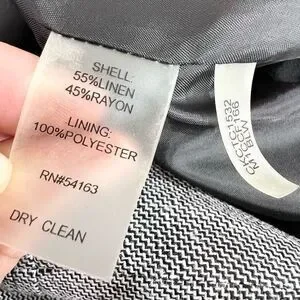 SHELL:
55%LINEN
45%RAYON
LINING:
100%POLYESTER
RN#54163
DRY CLEAN